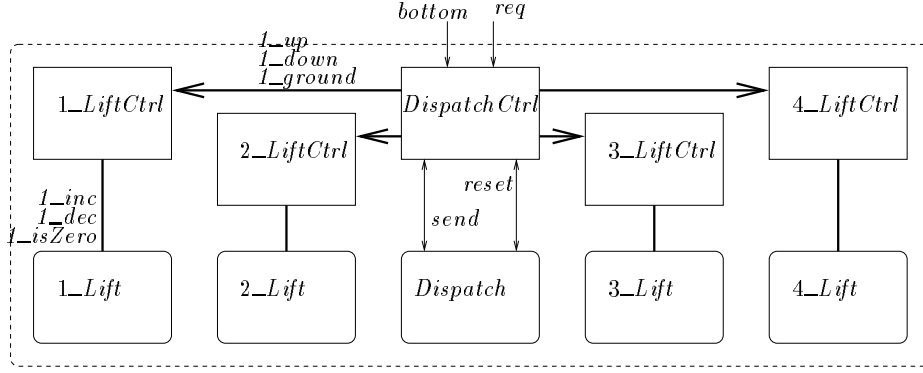 bottom req
1_up
1_down
1_ground
1_LiftCtrl
DispatchCtrl
4_LiftCtrl
2_LiftCtrl
3_LiftCtrl
reset
1_inc
1_dec
1_isZero
send
1_Lift
2_Lift
Dispatch
3_Lift
4_Lift